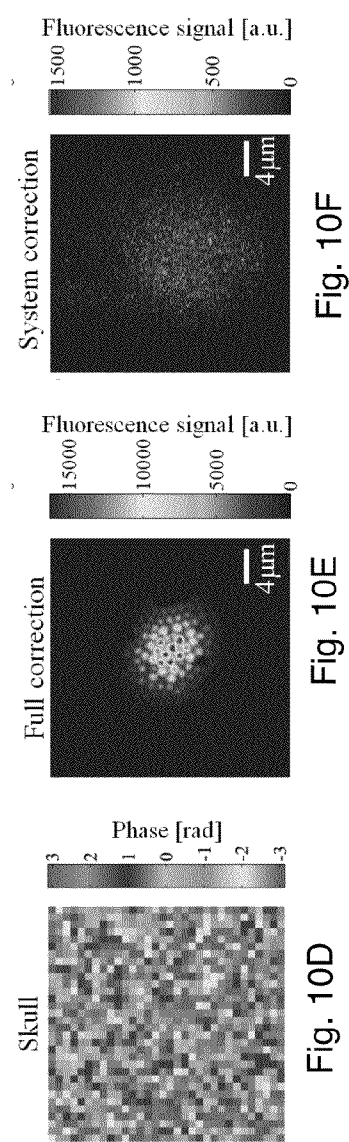 Skull
3
2
1
0
-1
-2
-3
Phase [rad]
Fig. 10D
Full correction
4µm
15000
10000
5000
0
Fluorescence signal [a.u.]
Fig. 10E
System correction
4µm
1500
1000
500
0
Fluorescence signal [a.u.]
Fig. 10F